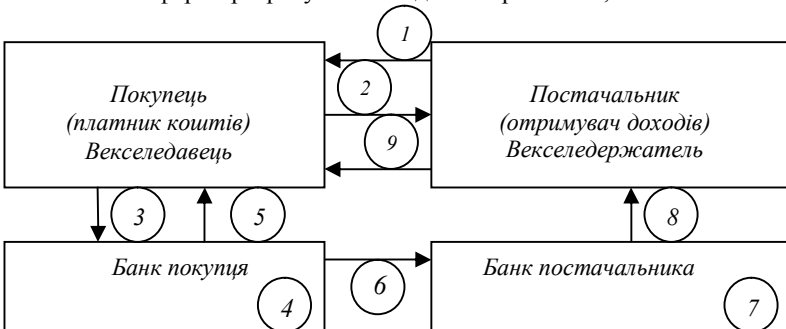 1
Покупець
(платник коштів)
Векселедавець
2
9
Постачальник
(отримувач доходів)
Векселедержатель
3
5
8
Банк покупця
4
6
Банк постачальника
7